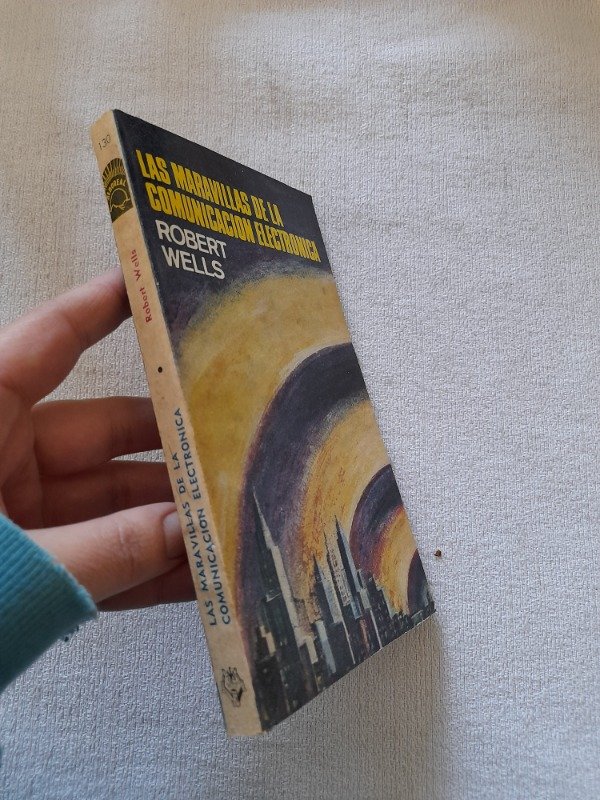 LAS MARAVILLAS DE LA
COMUNICACION ELECTRONICA
ROBERT
WELLS
130
Robert Wells
LAS MARAVILLAS DE LA
COMUNICACION ELECTRONICA